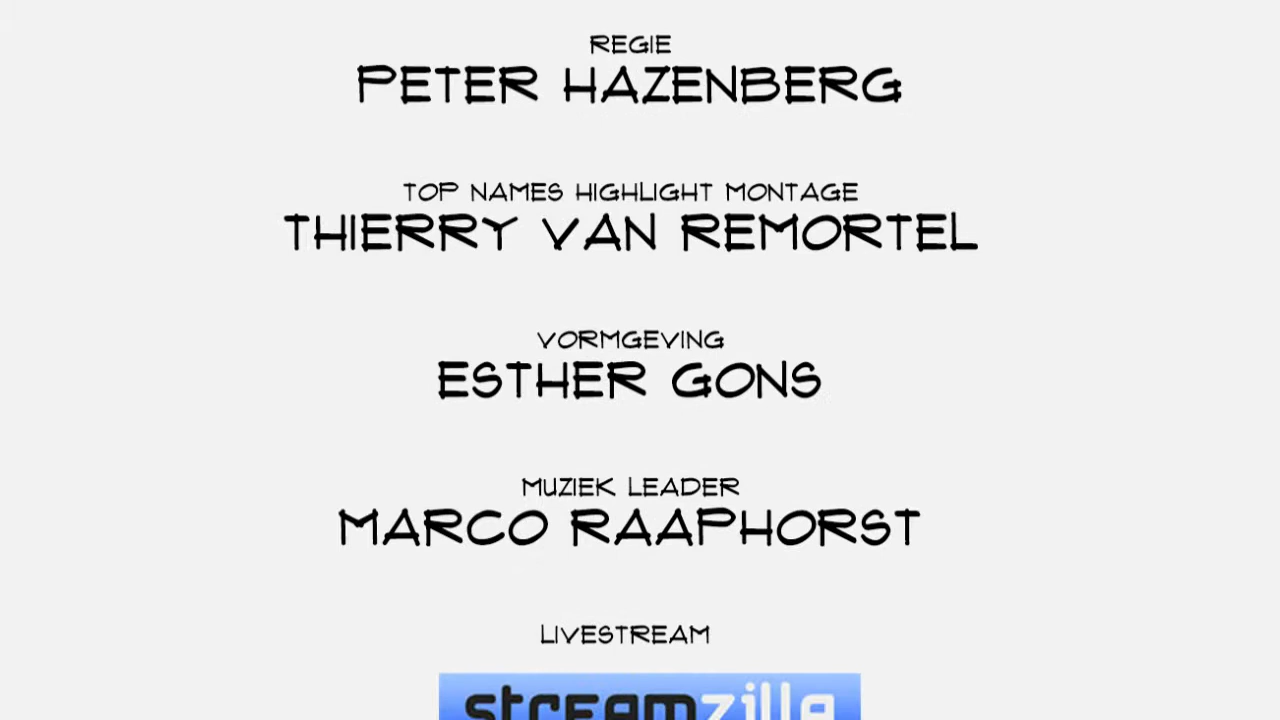 REGIE
PETER HAZENBERG
TOP NAMES HIGHLIGHT MONTAGE
THIERRY VAN REMORTEL
VORMGEVING
ESTHER GONS
MUZIEK LEADER
MARCO RAAPHORST
LIVESTREAM
streamzilla